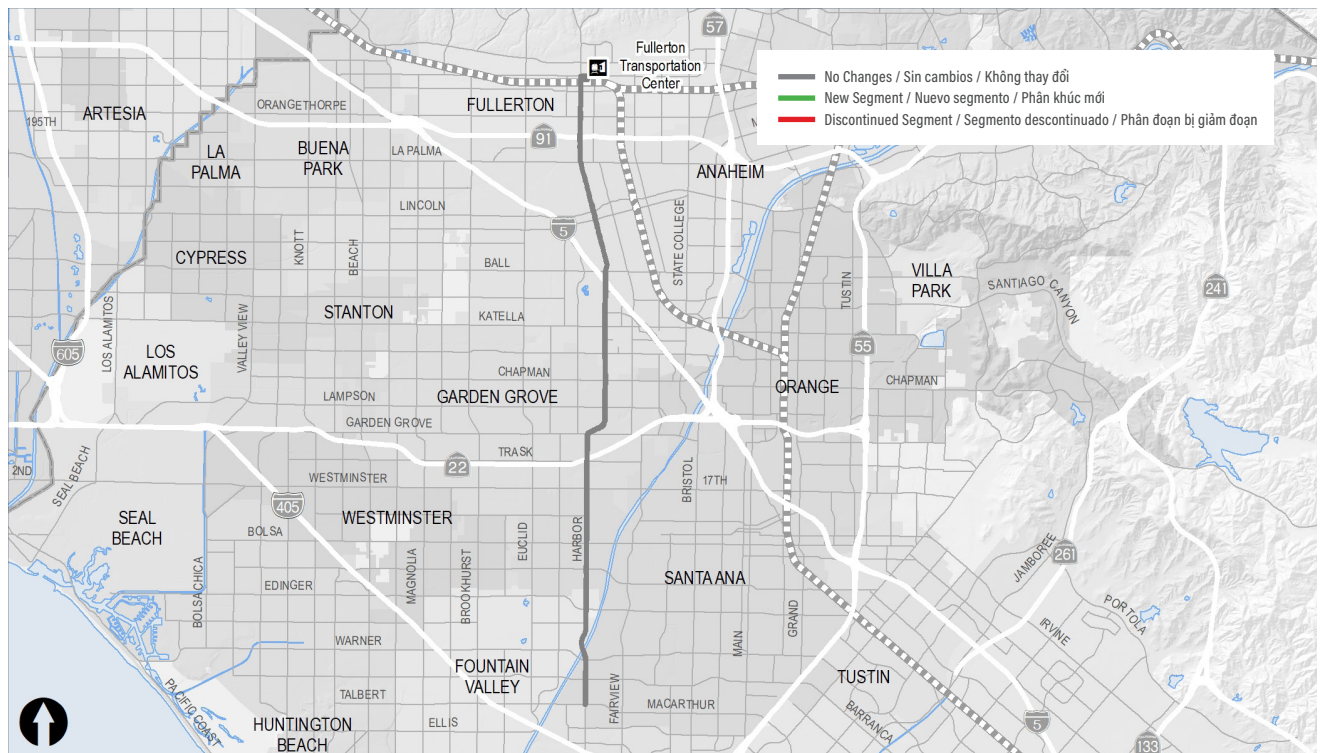 57
Fullerton
Transportation
Center
No Changes / Sin cambios / Không thay đổi
New Segment / Nuevo segmento / Phân khúc mới
Discontinued Segment / Segmento descontinuado / Phân đoạn bị giảm đoạn
ARTESIA
195TH
ORANGETHORPE
FULLERTON
91
LA
PALMA
BUENA
PARK
LA PALMA
ANAHEIM
LINCOLN
5
STATE COLLEGE
CYPRESS
KNOTT
BEACH
BALL
TUSTIN
VILLA
PARK
SANTIAGO
CANYON
241
STANTON
KATELLA
605
LOS ALAMITOS
LOS
ALAMITOS
VALLEY VIEW
55
CHAPMAN
ORANGE
CHAPMAN
LAMPSON
GARDEN GROVE
GARDEN GROVE
TRASK
22
2ND
SEAL BEACH
WESTMINSTER
BRISTOL
17TH
405
SEAL
BEACH
BOLSA
WESTMINSTER
EUCLID
HARBOR
BOLSA CHICA
EDINGER
MAGNOLIA
BROOKHURST
SANTA ANA
JAMBOREE
261
PORTOLA
WARNER
MAIN
GRAND
IRVINE
FOUNTAIN
VALLEY
TUSTIN
PACIFIC COAST
TALBERT
FAIRVIEW
MACARTHUR
BARRANCA
HUNTINGTON
BEACH
ELLIS
5
133